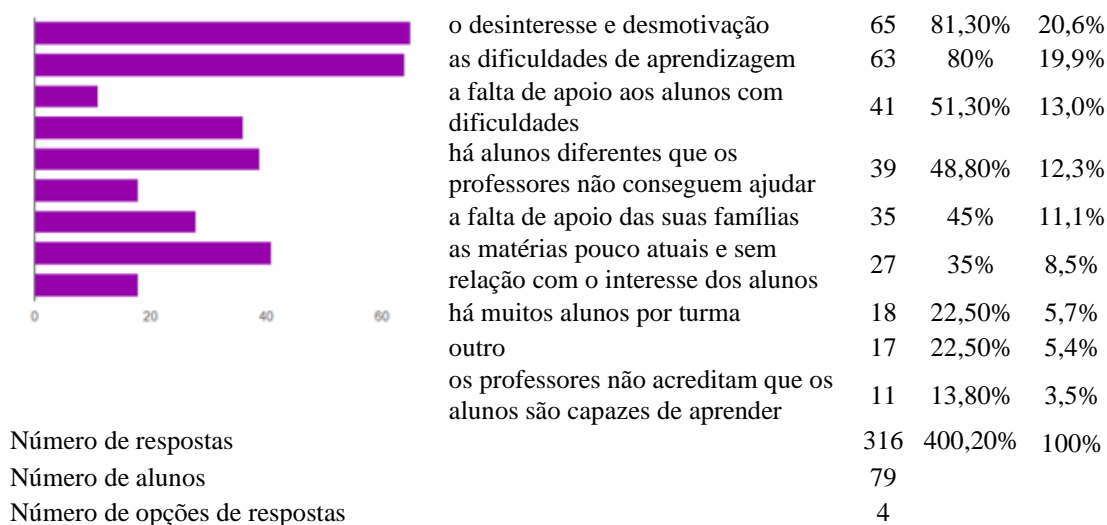 o desinteresse e desmotivação 65 81,30% 20,6%
as dificuldades de aprendizagem 63 80% 19,9%
a falta de apoio aos alunos com
dificuldades 41 51,30% 13,0%
há alunos diferentes que os
professores não conseguem ajudar 39 48,80% 12,3%
a falta de apoio das suas famílias 35 45% 11,1%
as matérias pouco atuais e sem
relação com o interesse dos alunos 27 35% 8,5%
há muitos alunos por turma 18 22,50% 5,7%
outro 17 22,50% 5,4%
os professores não acreditam que os
alunos são capazes de aprender 11 13,80% 3,5%
0 20 40 60
Número de respostas 316 400,20% 100%
Número de alunos 79
Número de opções de respostas 4